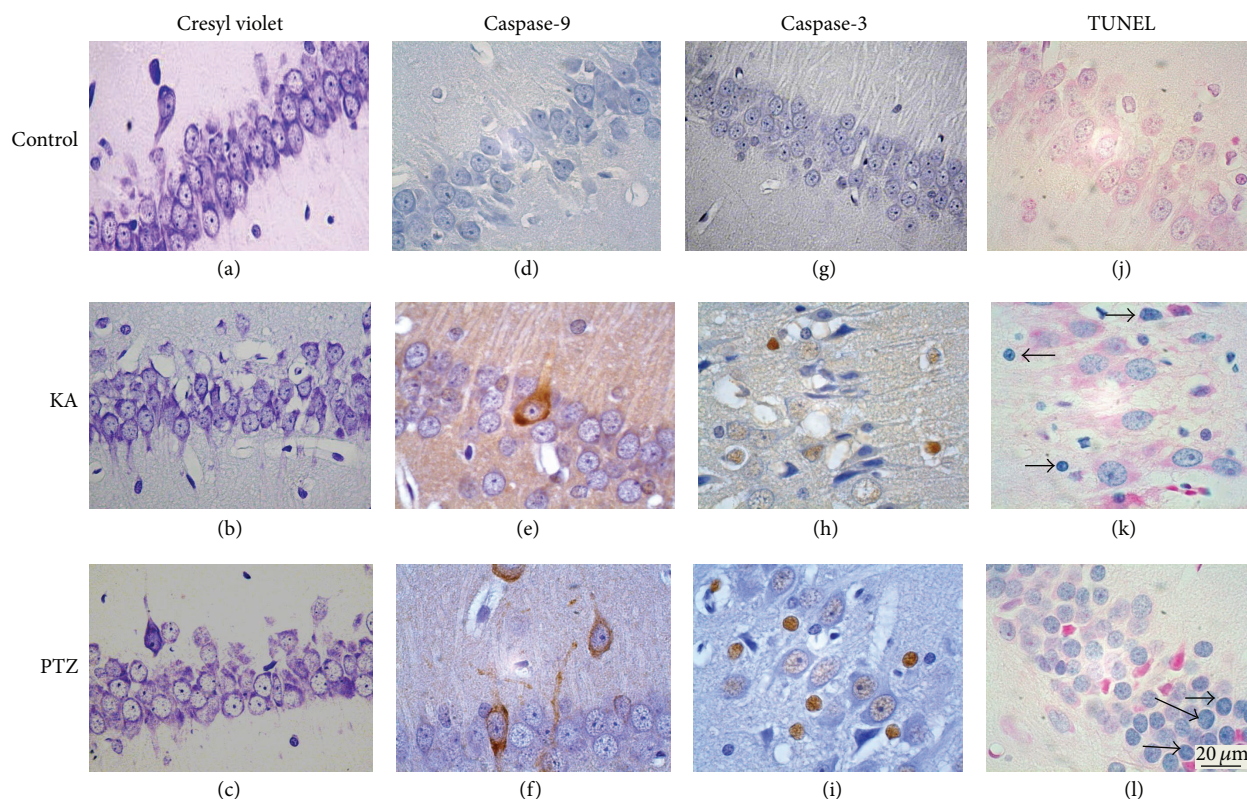 Cresyl violet Caspase-9 Caspase-3 TUNEL
Control
(a) (d) (g) (j)
KA
(b) (e) (h) (k)
PTZ
20 μm
(c) (f) (i) (l)